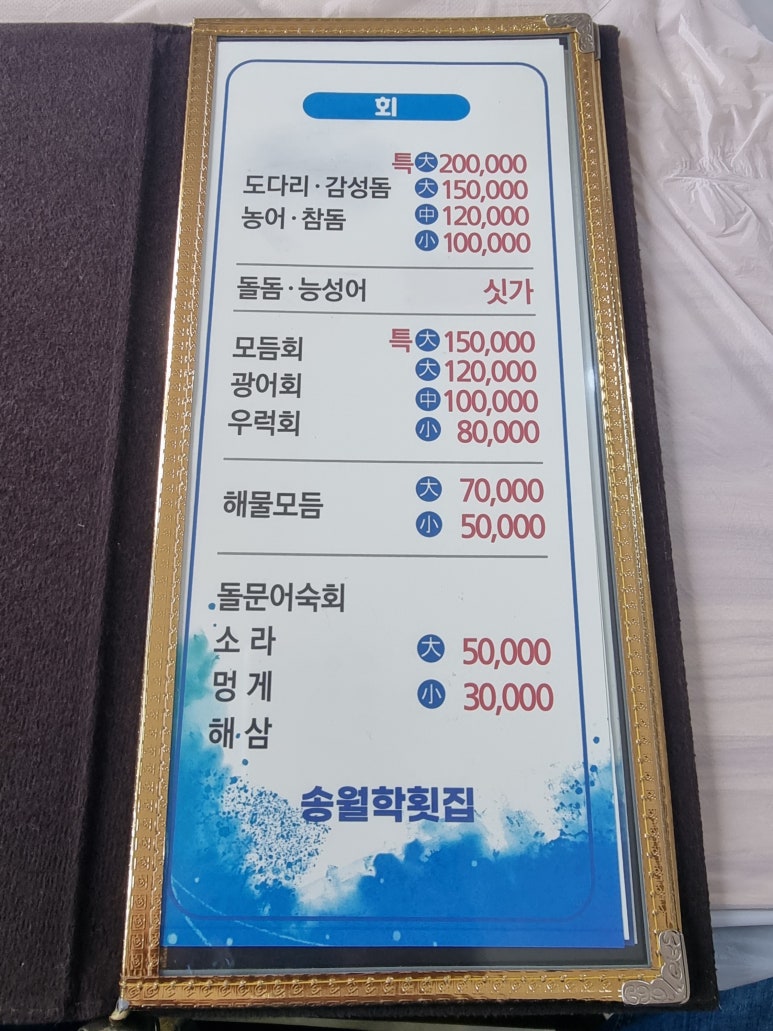 회
특 大 200,000
도다리·감성돔 大 150,000
농어·참돔 中 120,000
小 100,000
돌돔·능성어 싯가
모듬회 특 大 150,000
광어회 大 120,000
中 100,000
우럭회 小 80,000
해물모듬 大 70,000
小 50,000
돌문어숙회
소라 大 50,000
멍게 小 30,000
해삼
송월학횟집